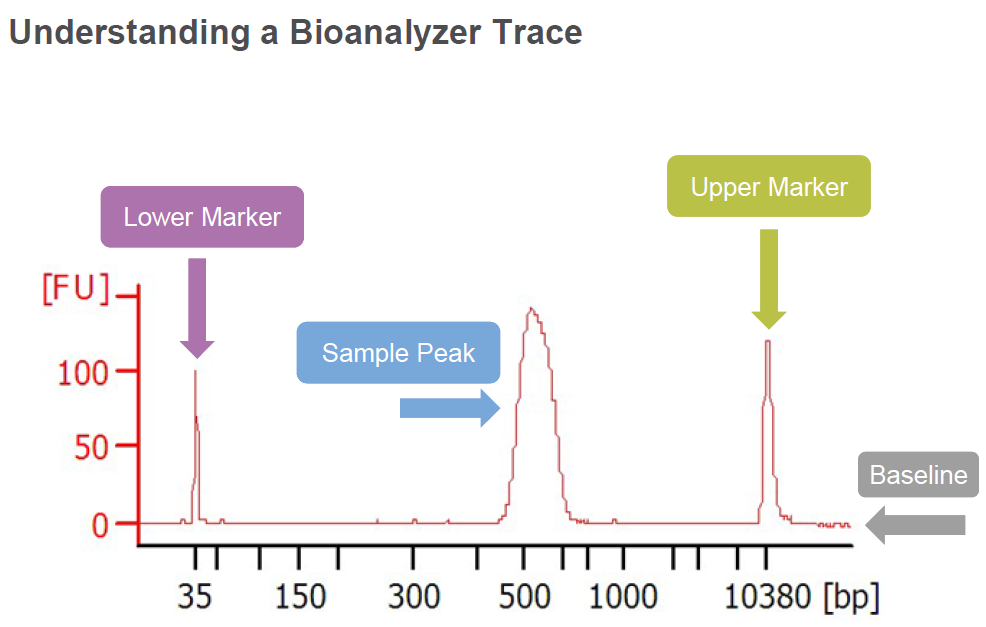 Understanding a Bioanalyzer Trace
Upper Marker
Lower Marker
[FU]
Sample Peak
100
50
Baseline
0
35 150 300 500 1000 10380 [bp]